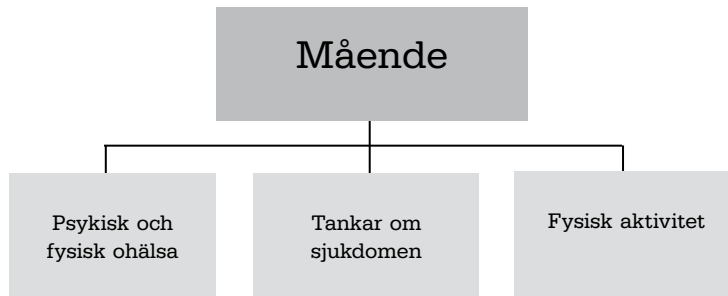 Mående
Psykisk och
fysisk ohälsa
Tankar om
sjukdomen
Fysisk aktivitet